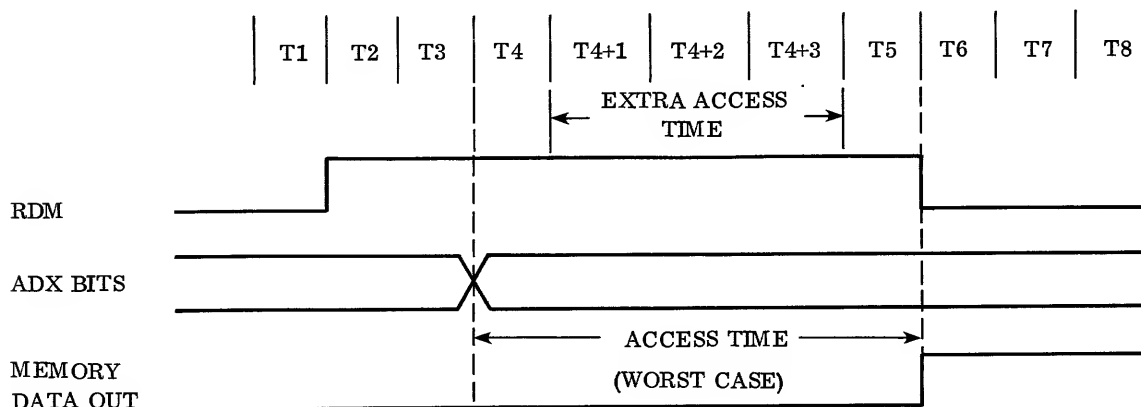 T1 T2 T3 T4 T4+1 T4+2 T4+3 T5 T6 T7 T8
EXTRA ACCESS
TIME
RDM
ADX BITS
ACCESS TIME
(WORST CASE)
MEMORY
DATA OUT